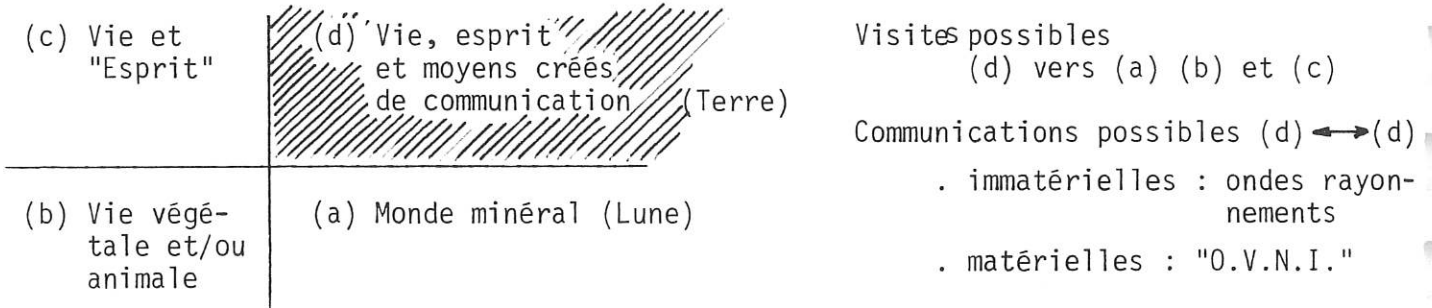 (c) Vie et
"Esprit"
(d) Vie, esprit
et moyens créés
de communication (Terre)
(b) Vie végé-
tale et/ou
animale
(a) Monde minéral (Lune)
Visites possibles
(d) vers (a) (b) et (c)
Communications possibles (d) ↔ (d)
. immatérielles : ondes rayon-
nements
. matérielles : "O.V.N.I."